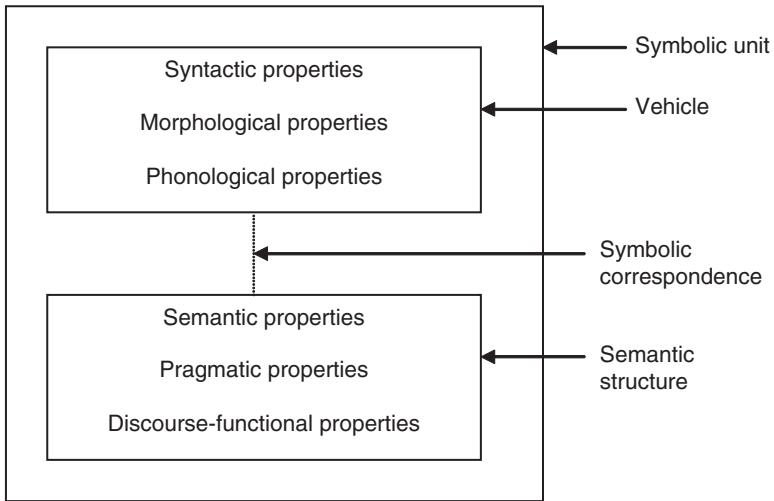 Syntactic properties
Morphological properties
Phonological properties
Semantic properties
Pragmatic properties
Discourse-functional properties
Symbolic unit
Vehicle
Symbolic
correspondence
Semantic
structure